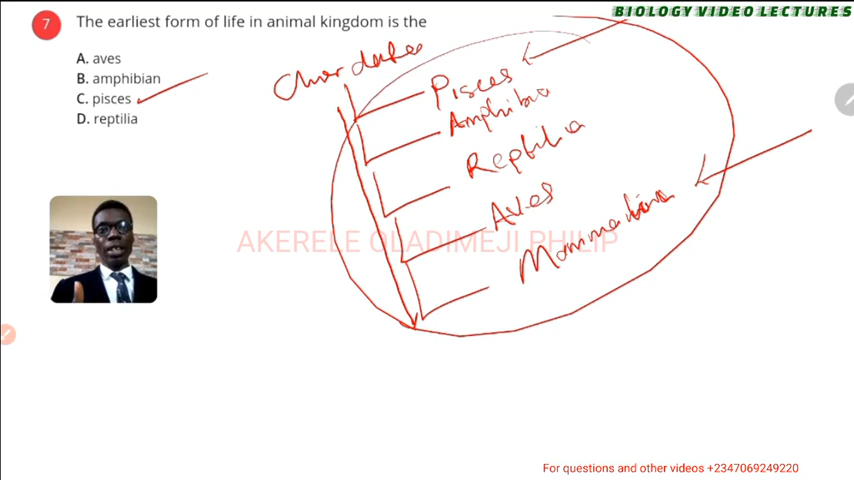 BIOLOGY VIDEO LECTURES
7 The earliest form of life in animal kingdom is the
A. aves
B. amphibian
C. pisces
D. reptilia
Chordates
Pisces
Amphibia
Reptilia
Aves
AKERELE OLADIMEJI PHILIP
For questions and other videos +2347069249220